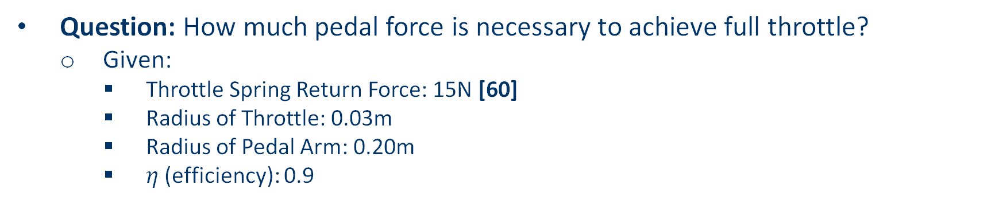 • Question: How much pedal force is necessary to achieve full throttle?
○ Given:
▪ Throttle Spring Return Force: 15N [60]
▪ Radius of Throttle: 0.03m
▪ Radius of Pedal Arm: 0.20m
▪ η (efficiency): 0.9